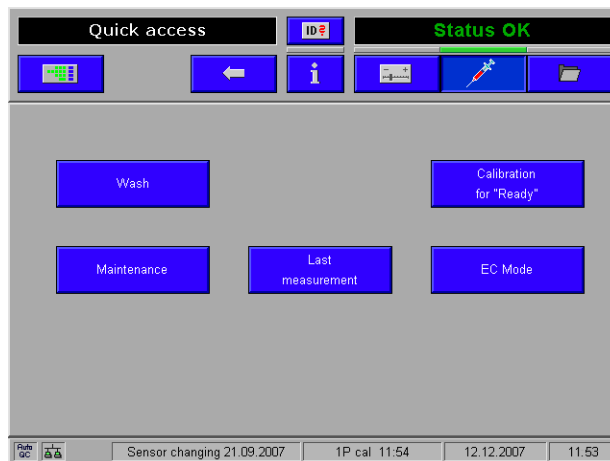 Quick access
ID?
Status OK
i
- +
Wash
Calibration
for "Ready"
Maintenance
Last
measurement
EC Mode
Auto
QC
Sensor changing 21.09.2007
1P cal 11:54
12.12.2007
11:53